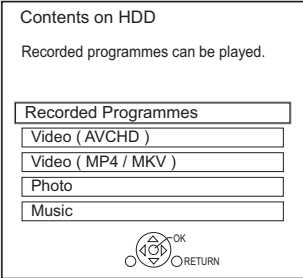 Contents on HDD
Recorded programmes can be played.
Recorded Programmes
Video ( AVCHD )
Video ( MP4 / MKV )
Photo
Music
OK
RETURN